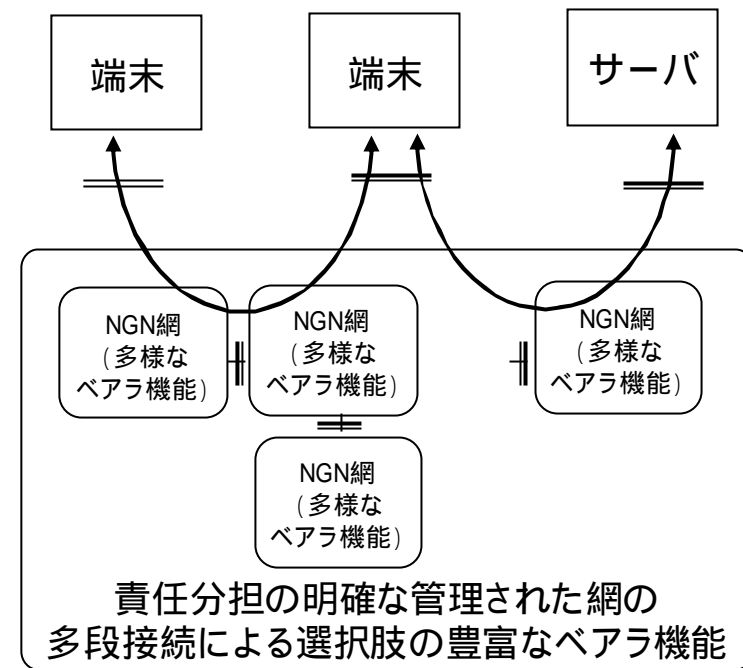 端末
端末
サーバ
NGN網
(多様な
ベアラ機能)
NGN網
(多様な
ベアラ機能)
NGN網
(多様な
ベアラ機能)
NGN網
(多様な
ベアラ機能)
責任分担の明確な管理された網の
多段接続による選択肢の豊富なベアラ機能